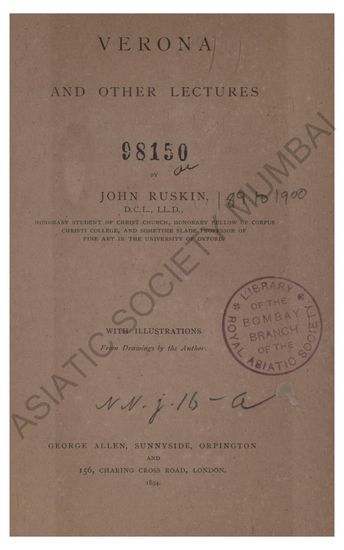 VERONA
AND OTHER LECTURES
98150
BY
JOHN RUSKIN,
D.C.L., LL.D.,
HONORARY STUDENT OF CHRIST CHURCH, HONORARY FELLOW OF CORPUS
CHRISTI COLLEGE, AND SOMETIME SLADE PROFESSOR OF
FINE ART IN THE UNIVERSITY OF OXFORD
WITH ILLUSTRATIONS
From Drawings by the Author.
LIBRARY
OF THE
BOMBAY
BRANCH
OF THE
ROYAL ASIATIC SOCIETY
N.N. j. 16-a
GEORGE ALLEN, SUNNYSIDE, ORPINGTON
AND
156, CHARING CROSS ROAD, LONDON.
1894.
ASIATIC SOCIETY MUMBAI